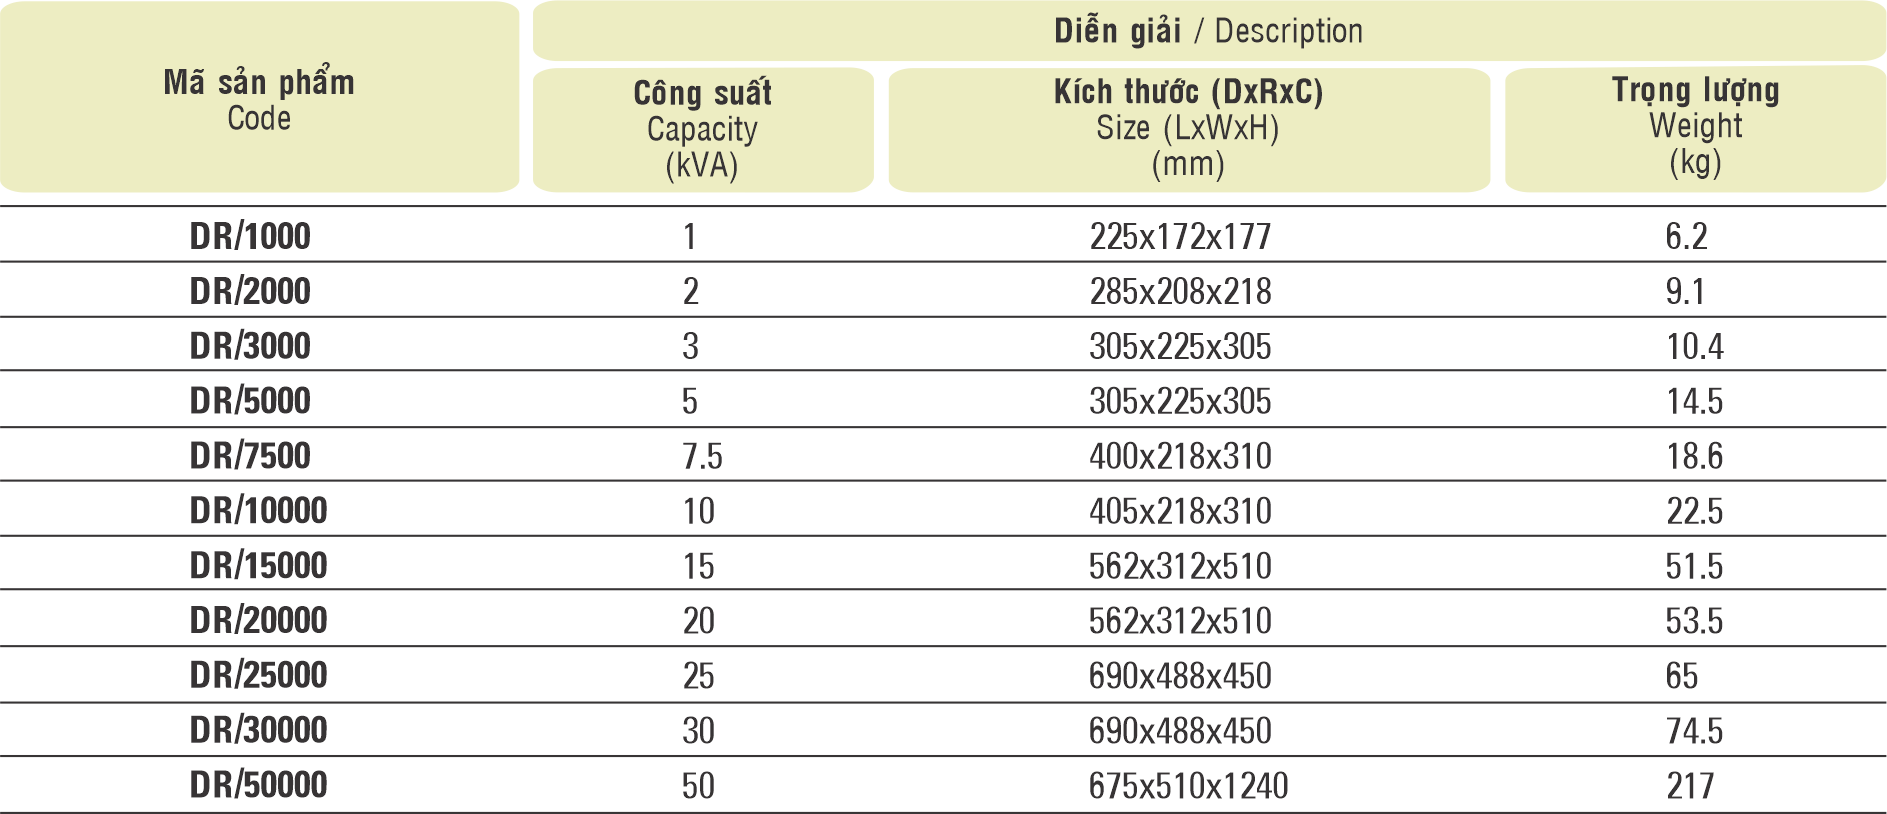 Diễn giải / Description
Mã sản phẩm
Code
Công suất
Capacity
(kVA)
Kích thước (DxRxC)
Size (LxWxH)
(mm)
Trọng lượng
Weight
(kg)
DR/1000 1 225x172x177 6.2
DR/2000 2 285x208x218 9.1
DR/3000 3 305x225x305 10.4
DR/5000 5 305x225x305 14.5
DR/7500 7.5 400x218x310 18.6
DR/10000 10 405x218x310 22.5
DR/15000 15 562x312x510 51.5
DR/20000 20 562x312x510 53.5
DR/25000 25 690x488x450 65
DR/30000 30 690x488x450 74.5
DR/50000 50 675x510x1240 217